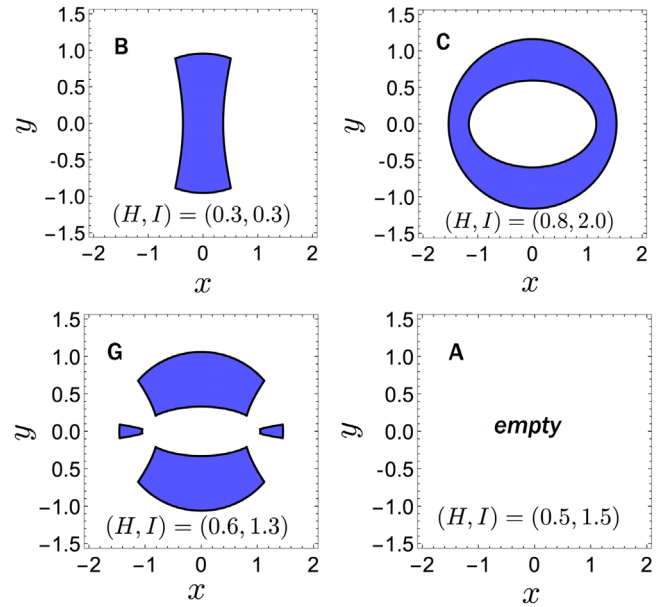 1.5
1.0
0.5
0.0
-0.5
-1.0
-1.5
y
B
(H, I) = (0.3, 0.3)
−2 −1 0 1 2
x
1.5
1.0
0.5
0.0
-0.5
-1.0
-1.5
y
C
(H, I) = (0.8, 2.0)
−2 −1 0 1 2
x
1.5
1.0
0.5
0.0
-0.5
-1.0
-1.5
y
G
(H, I) = (0.6, 1.3)
−2 −1 0 1 2
x
1.5
1.0
0.5
0.0
-0.5
-1.0
-1.5
y
A
empty
(H, I) = (0.5, 1.5)
−2 −1 0 1 2
x